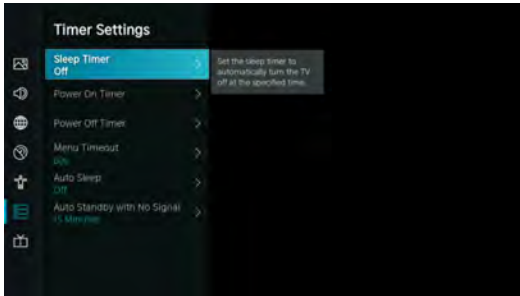 Timer Settings
Sleep Timer
Off
Set the sleep timer to
automatically turn the TV
off at the specified time.
Power On Timer
Power Off Timer
Menu Timeout
60s
Auto Sleep
Off
Auto Standby with No Signal
15 Minutes